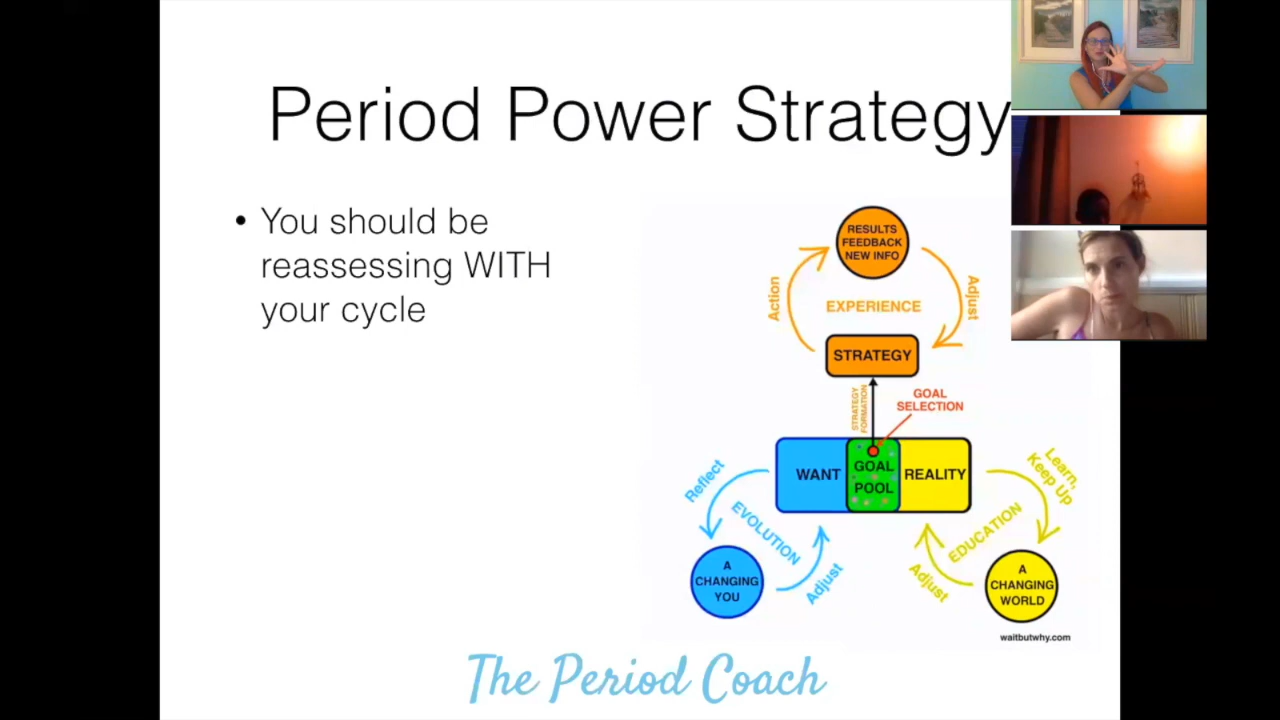 Period Power Strategy
• You should be
reassessing WITH
your cycle
RESULTS
FEEDBACK
NEW INFO
Action
EXPERIENCE
Adjust
STRATEGY
STRATEGY
FORMATION
GOAL
SELECTION
WANT
GOAL
POOL
REALITY
Reflect
EVOLUTION
Adjust
A
CHANGING
YOU
Learn,
Keep Up
EDUCATION
Adjust
A
CHANGING
WORLD
waitbutwhy.com
The Period Coach